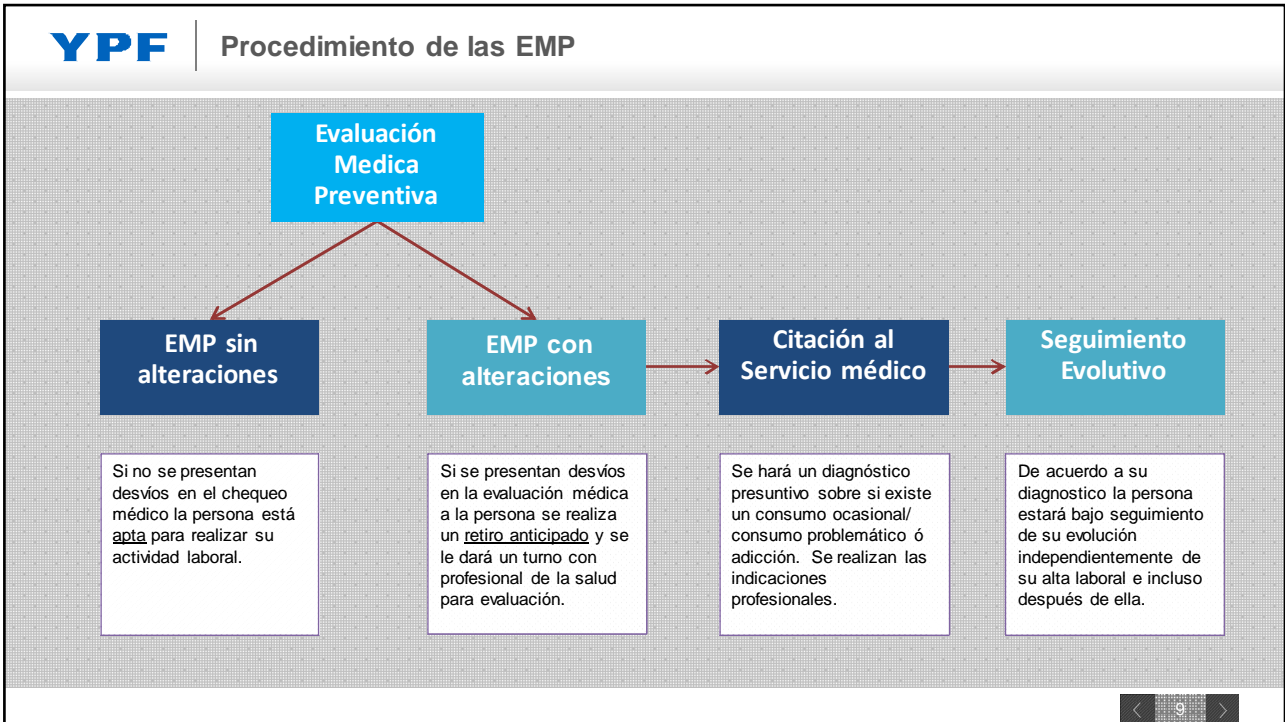 YPF
Procedimiento de las EMP
Evaluación
Medica
Preventiva
EMP sin
alteraciones
EMP con
alteraciones
Citación al
Servicio médico
Seguimiento
Evolutivo
Si no se presentan
desvíos en el chequeo
médico la persona está
apta para realizar su
actividad laboral.
Si se presentan desvíos
en la evaluación médica
a la persona se realiza
un retiro anticipado y se
le dará un turno con
profesional de la salud
para evaluación.
Se hará un diagnóstico
presuntivo sobre si existe
un consumo ocasional/
consumo problemático ó
adicción. Se realizan las
indicaciones
profesionales.
De acuerdo a su
diagnostico la persona
estará bajo seguimiento
de su evolución
independientemente de
su alta laboral e incluso
después de ella.
9